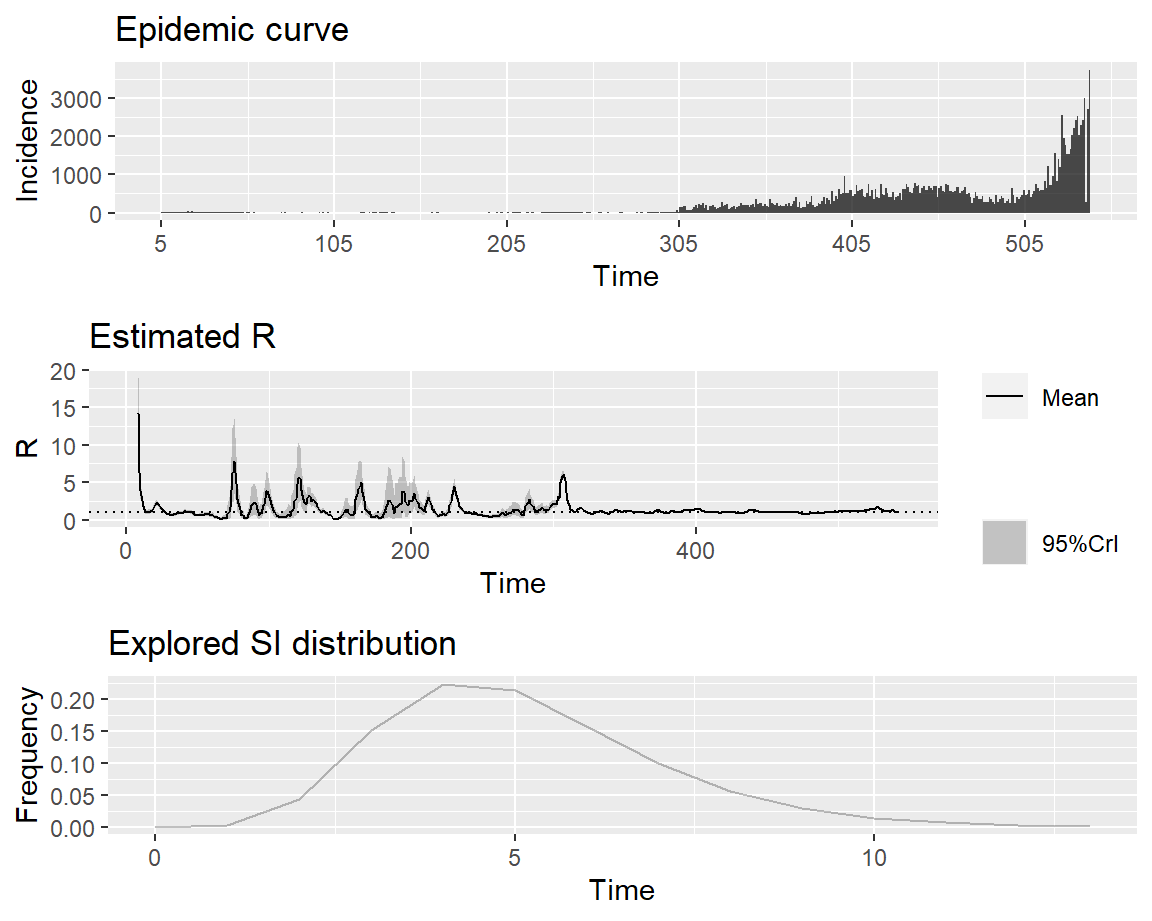 Epidemic curve
Incidence
3000
2000
1000
0
5 105 205 305 405 505
Time
Estimated R
R
20
15
10
5
0
0 200 400
Time
Mean
95%CrI
Explored SI distribution
Frequency
0.20
0.15
0.10
0.05
0.00
0 5 10
Time